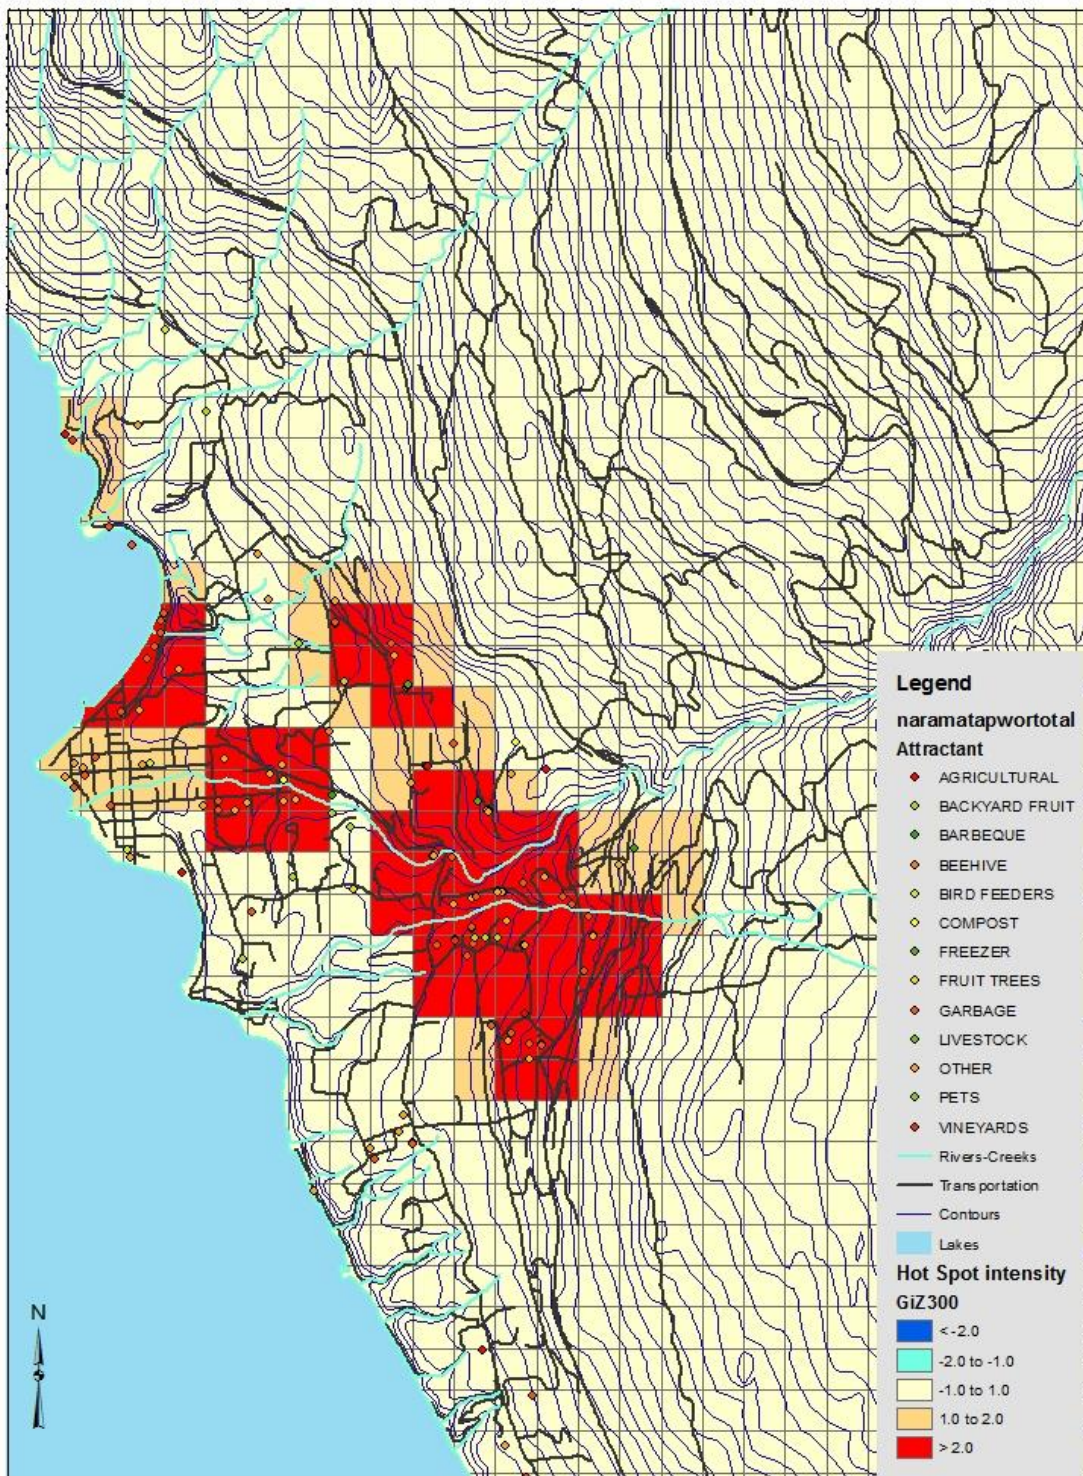 Legend
naramatapwortotal
Attractant
AGRICULTURAL
BACKYARD FRUIT
BARBEQUE
BEEHIVE
BIRD FEEDERS
COMPOST
FREEZER
FRUIT TREES
GARBAGE
LIVESTOCK
OTHER
PETS
VINEYARDS
Rivers-Creeks
Transportation
Contours
Lakes
Hot Spot intensity
GiZ300
< -2.0
-2.0 to -1.0
-1.0 to 1.0
1.0 to 2.0
> 2.0
N